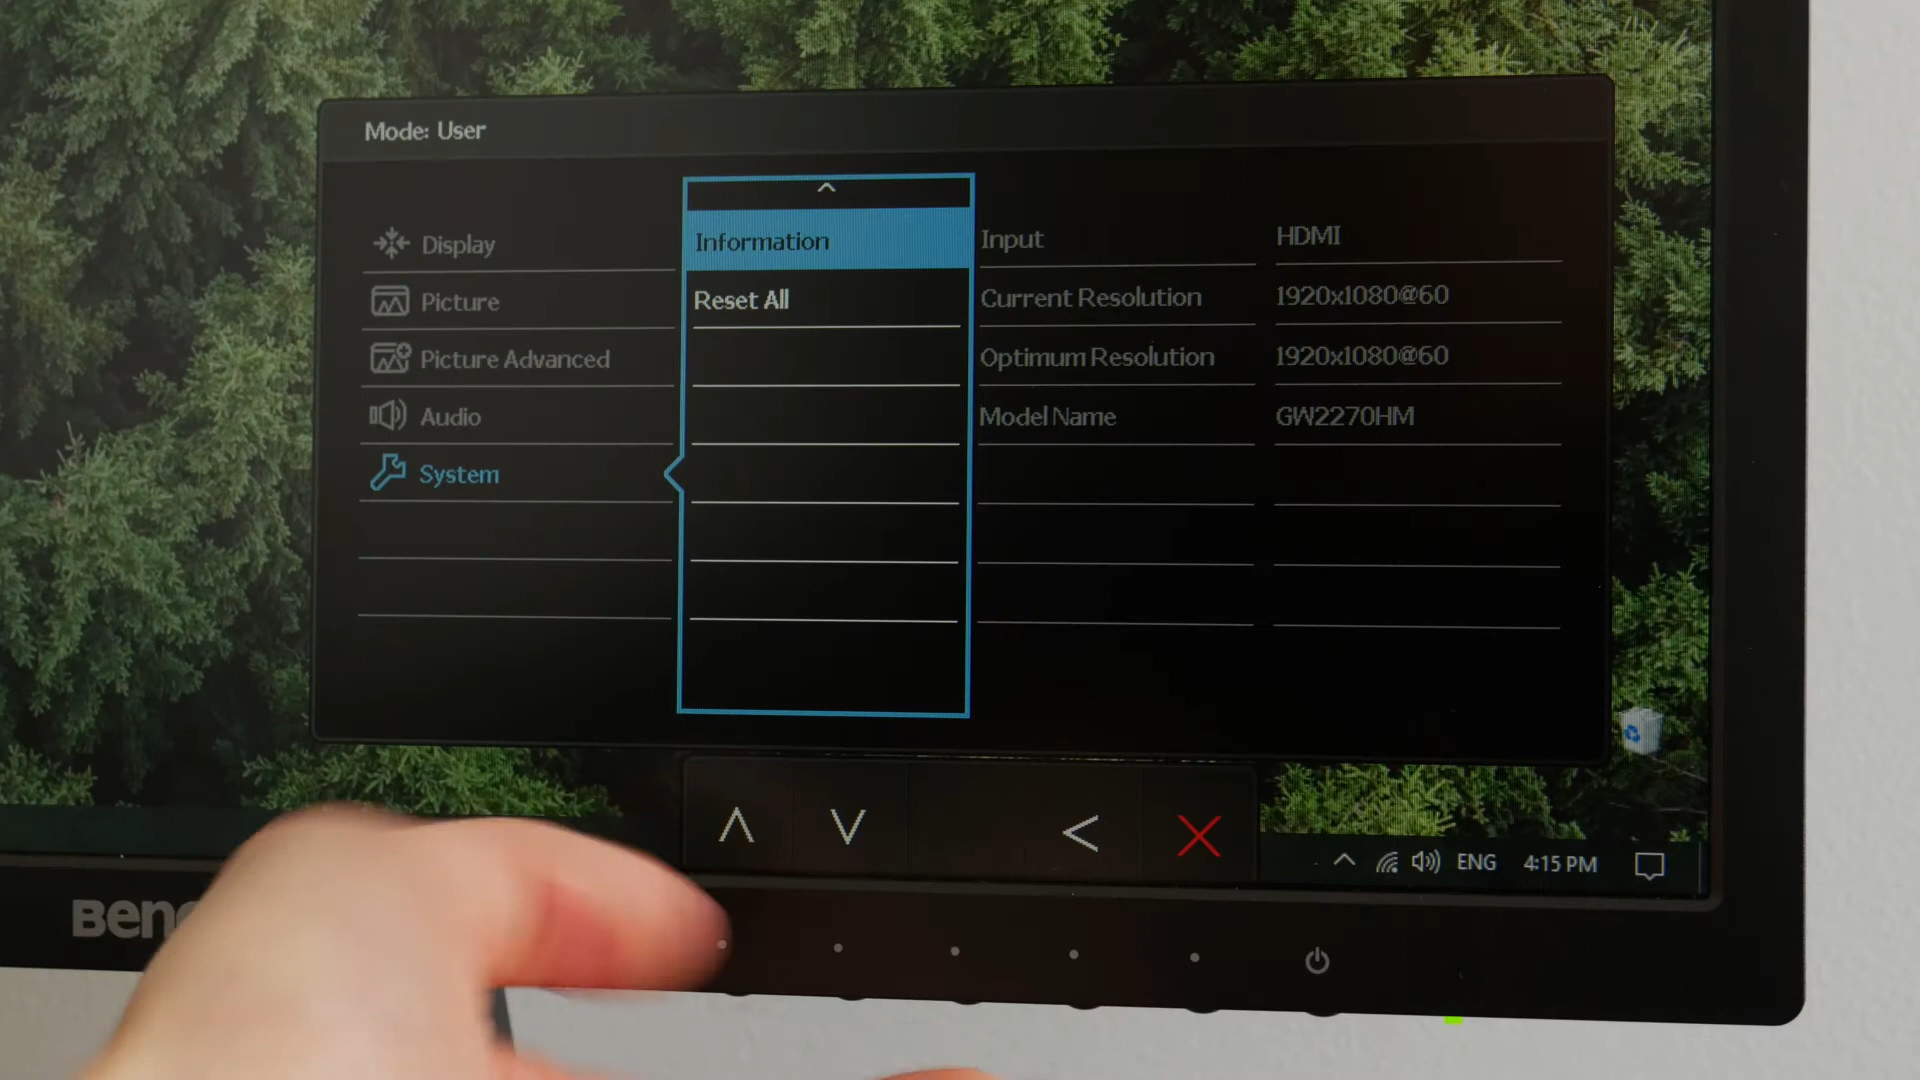 Mode: User
Display
Picture
Picture Advanced
Audio
System
Information
Reset All
Input HDMI
Current Resolution 1920x1080@60
Optimum Resolution 1920x1080@60
Model Name GW2270HM
ENG 4:15 PM
Ben